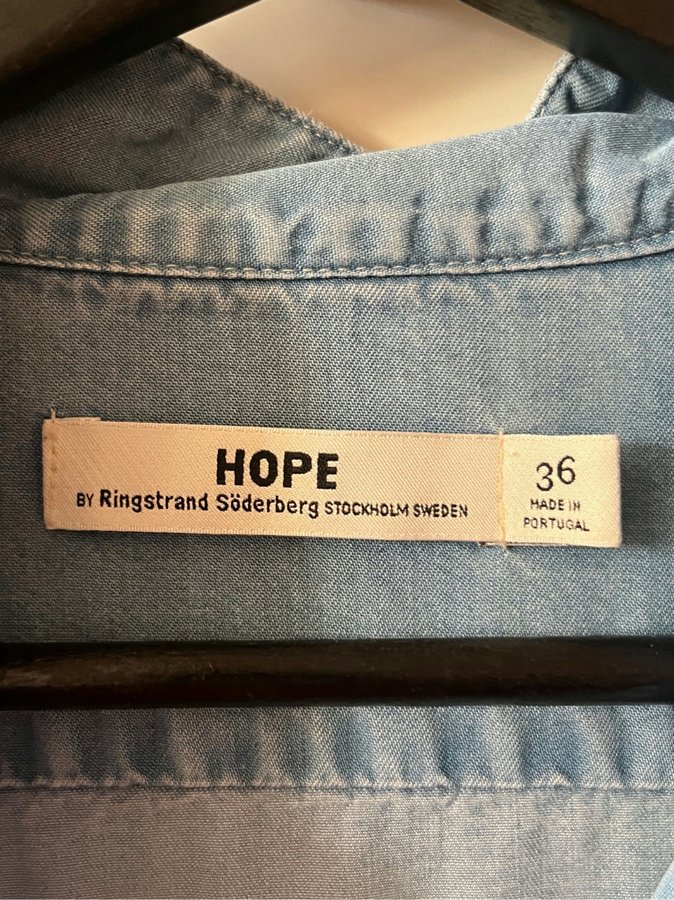 HOPE
BY Ringstrand Söderberg STOCKHOLM SWEDEN
36
MADE IN
PORTUGAL